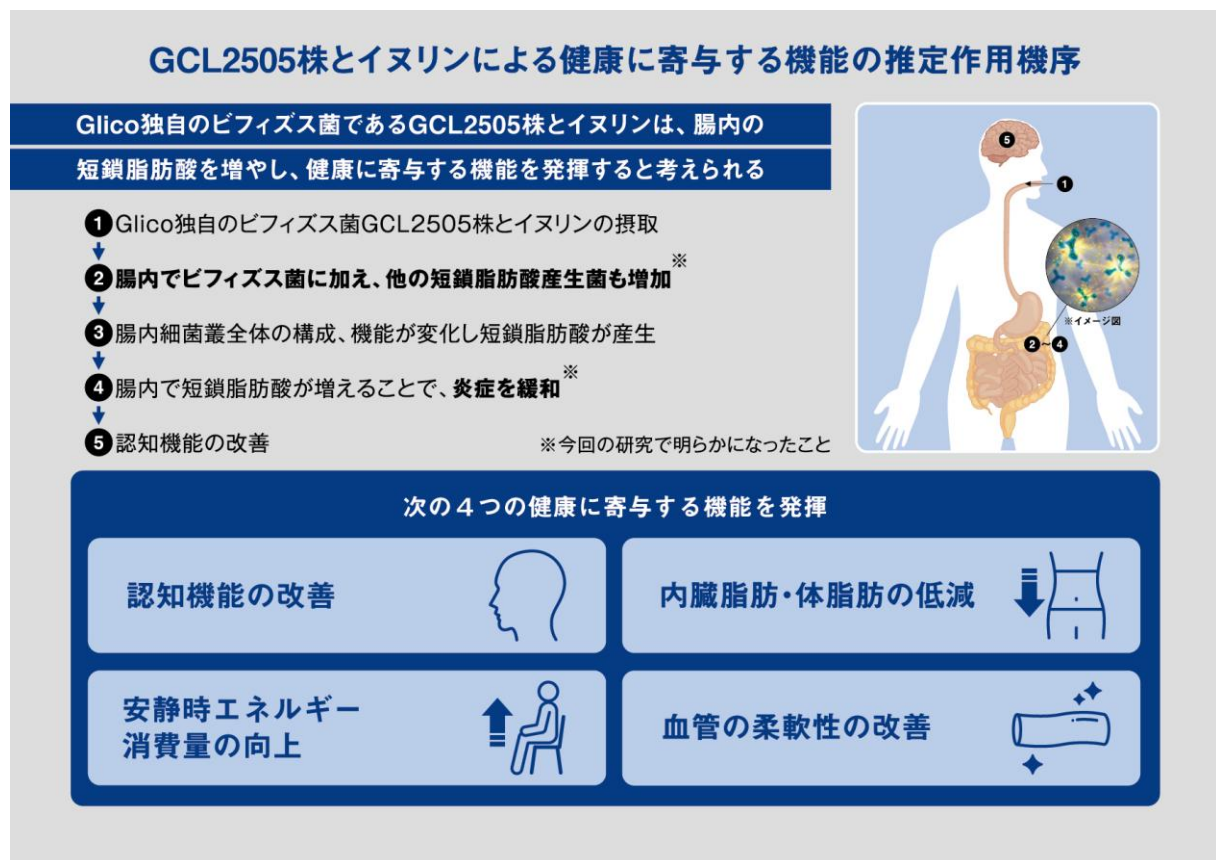 GCL2505株とイヌリンによる健康に寄与する機能の推定作用機序
Glico独自のビフィズス菌であるGCL2505株とイヌリンは、腸内の
短鎖脂肪酸を増やし、健康に寄与する機能を発揮すると考えられる
❶Glico独自のビフィズス菌GCL2505株とイヌリンの摂取
❷腸内でビフィズス菌に加え、他の短鎖脂肪酸産生菌も増加※
❸腸内細菌叢全体の構成、機能が変化し短鎖脂肪酸が産生
❹腸内で短鎖脂肪酸が増えることで、炎症を緩和※
❺認知機能の改善
※今回の研究で明らかになったこと
❺
❶
※イメージ図
❷～❹
次の4つの健康に寄与する機能を発揮
認知機能の改善
内臓脂肪・体脂肪の低減
安静時エネルギー
消費量の向上
血管の柔軟性の改善